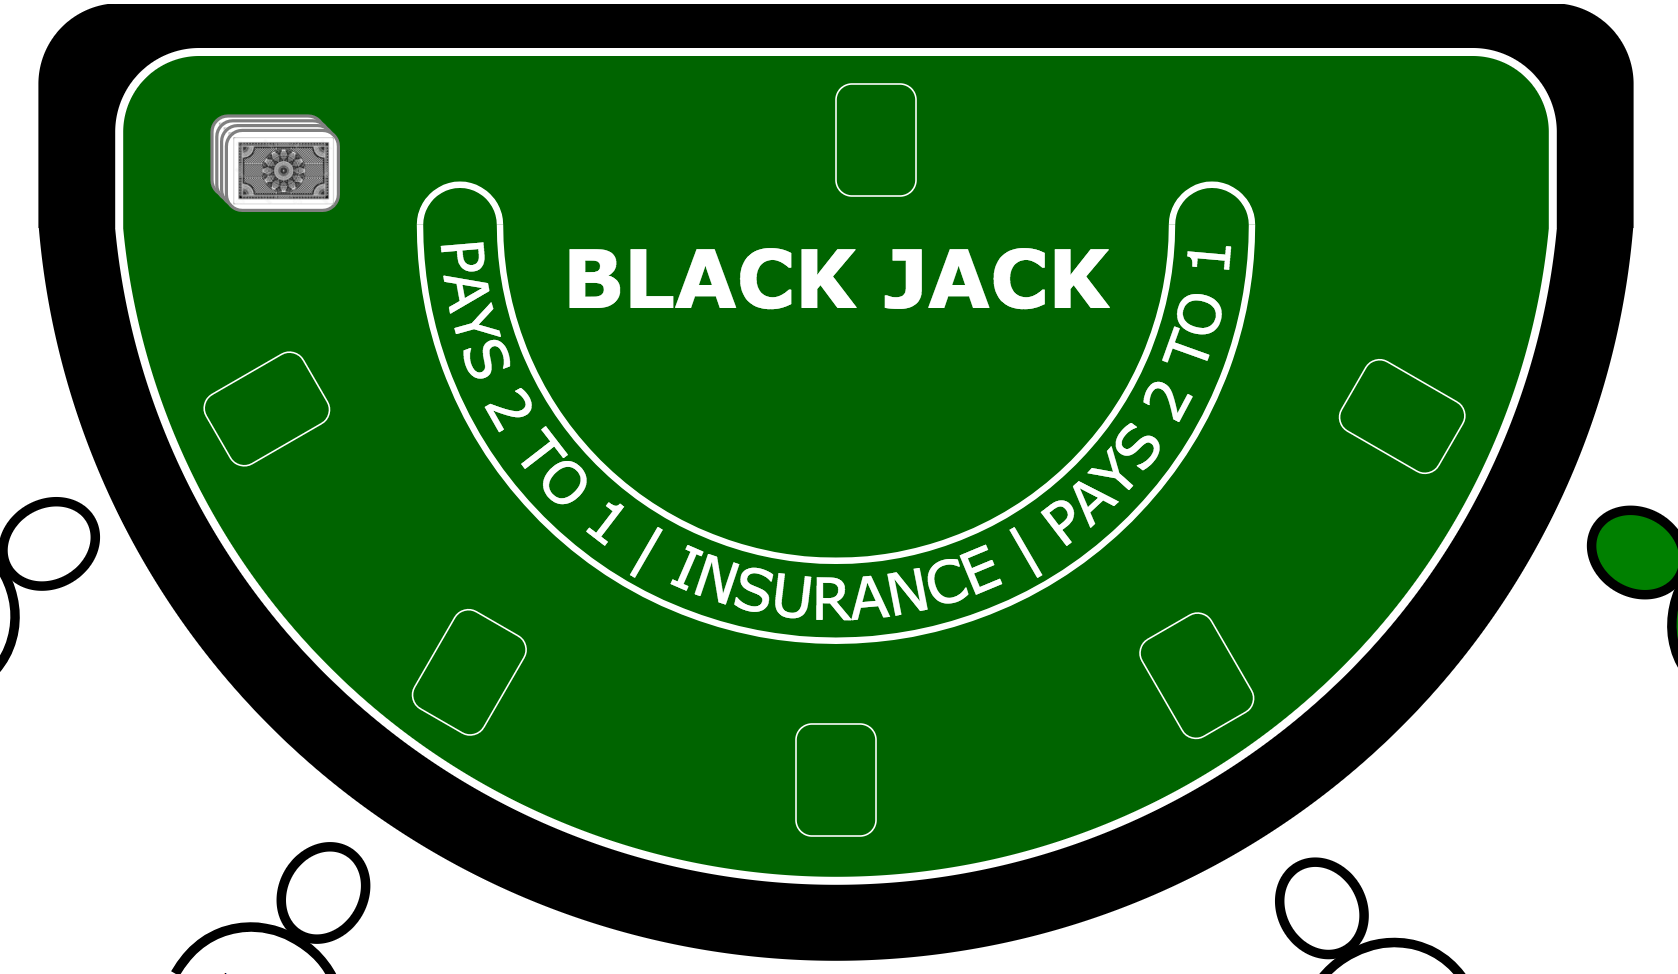 BLACK JACK
PAYS 2 TO 1 | INSURANCE | PAYS 2 TO 1